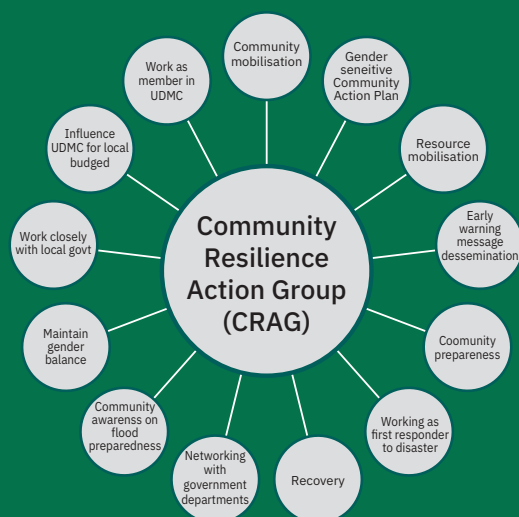 Community
mobilisation
Gender
seneitive
Community
Action Plan
Resource
mobilisation
Early
warning
message
dessemination
Coomunity
prepareness
Working as
first responder
to disaster
Recovery
Networking
with
government
departments
Community
awarenss on
flood
preparedness
Maintain
gender
balance
Work closely
with local govt
Influence
UDMC for local
budged
Work as
member in
UDMC
Community
Resilience
Action Group
(CRAG)